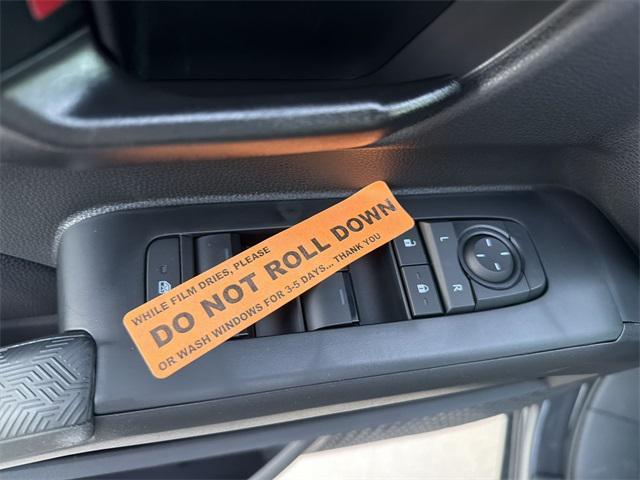 WHILE FILM DRIES, PLEASE
DO NOT ROLL DOWN
OR WASH WINDOWS FOR 3-5 DAYS... THANK YOU
L
R